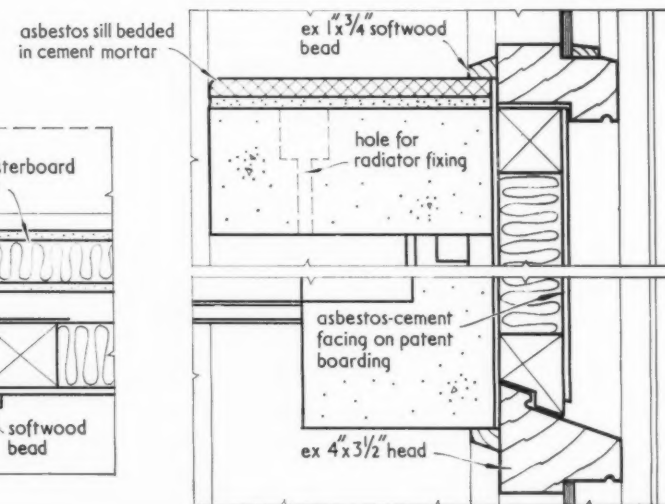 asbestos sill bedded
in cement mortar
ex 1"x¾" softwood
bead
hole for
radiator fixing
sterboard
asbestos-cement
facing on patent
boarding
softwood
bead
ex 4"x3½" head